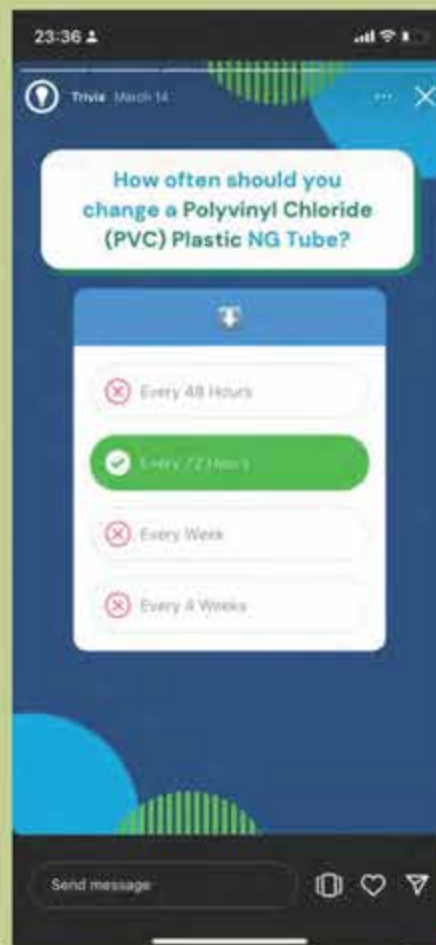 23:36
Trivia March 14
How often should you
change a Polyvinyl Chloride
(PVC) Plastic NG Tube?
Every 48 Hours
Every 72 Hours
Every Week
Every 4 Weeks
Send message